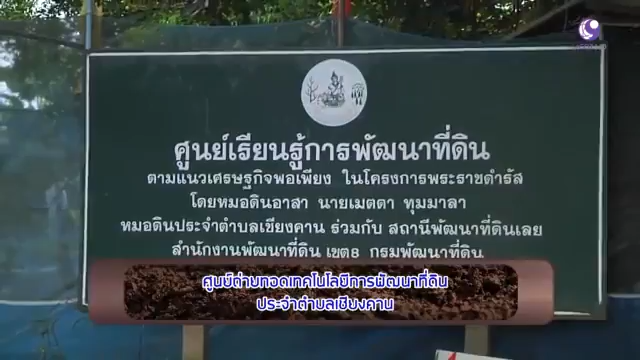 ศูนย์เรียนรู้การพัฒนาที่ดิน
ตามแนวเศรษฐกิจพอเพียง ในโครงการพระราชดำรัส
โดยหมอดินอาสา นายเมตตา ทุมมาลา
หมอดินประจำตำบลเชียงคาน ร่วมกับ สถานีพัฒนาที่ดินเลย
สำนักงานพัฒนาที่ดิน เขต8 กรมพัฒนาที่ดิน
ศูนย์ถ่ายทอดเทคโนโลยีการพัฒนาที่ดิน
ประจำตำบลเชียงคาน